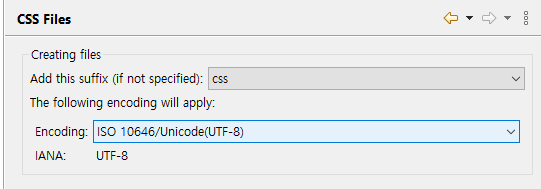 CSS Files
Creating files
Add this suffix (if not specified): css
The following encoding will apply:
Encoding: ISO 10646/Unicode(UTF-8)
IANA: UTF-8